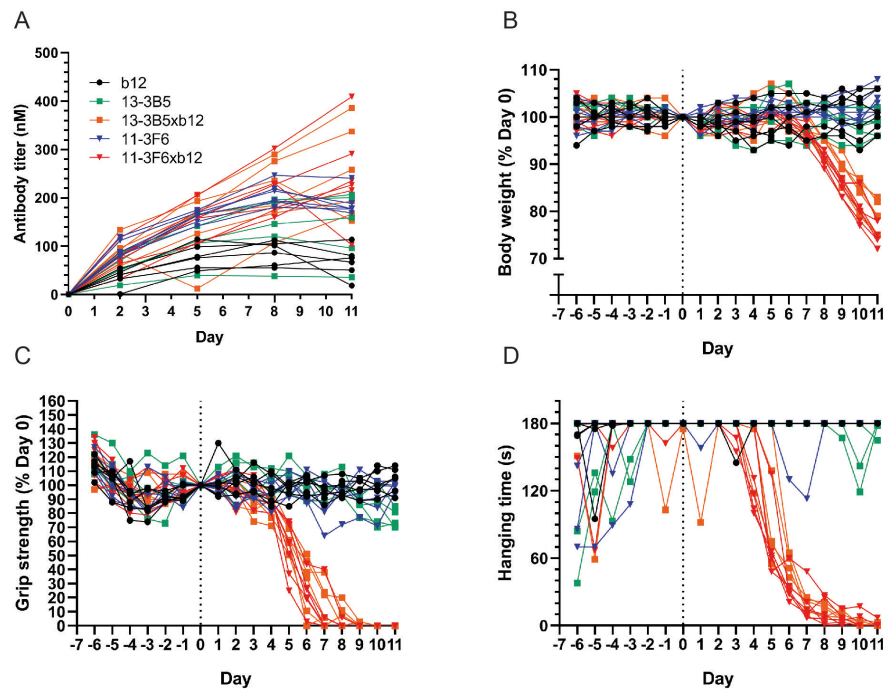 A
Antibody titer (nM)
500
400
300
200
100
0
b12
13-3B5
13-3B5xb12
11-3F6
11-3F6xb12
0 1 2 3 4 5 6 7 8 9 10 11
Day
B
Body weight (% Day 0)
110
100
90
80
70
-7 -6 -5 -4 -3 -2 -1 0 1 2 3 4 5 6 7 8 9 10 11
Day
C
Grip strength (% Day 0)
160
150
140
130
120
110
100
90
80
70
60
50
40
30
20
10
0
-7 -6 -5 -4 -3 -2 -1 0 1 2 3 4 5 6 7 8 9 10 11
Day
D
Hanging time (s)
180
120
60
0
-7 -6 -5 -4 -3 -2 -1 0 1 2 3 4 5 6 7 8 9 10 11
Day